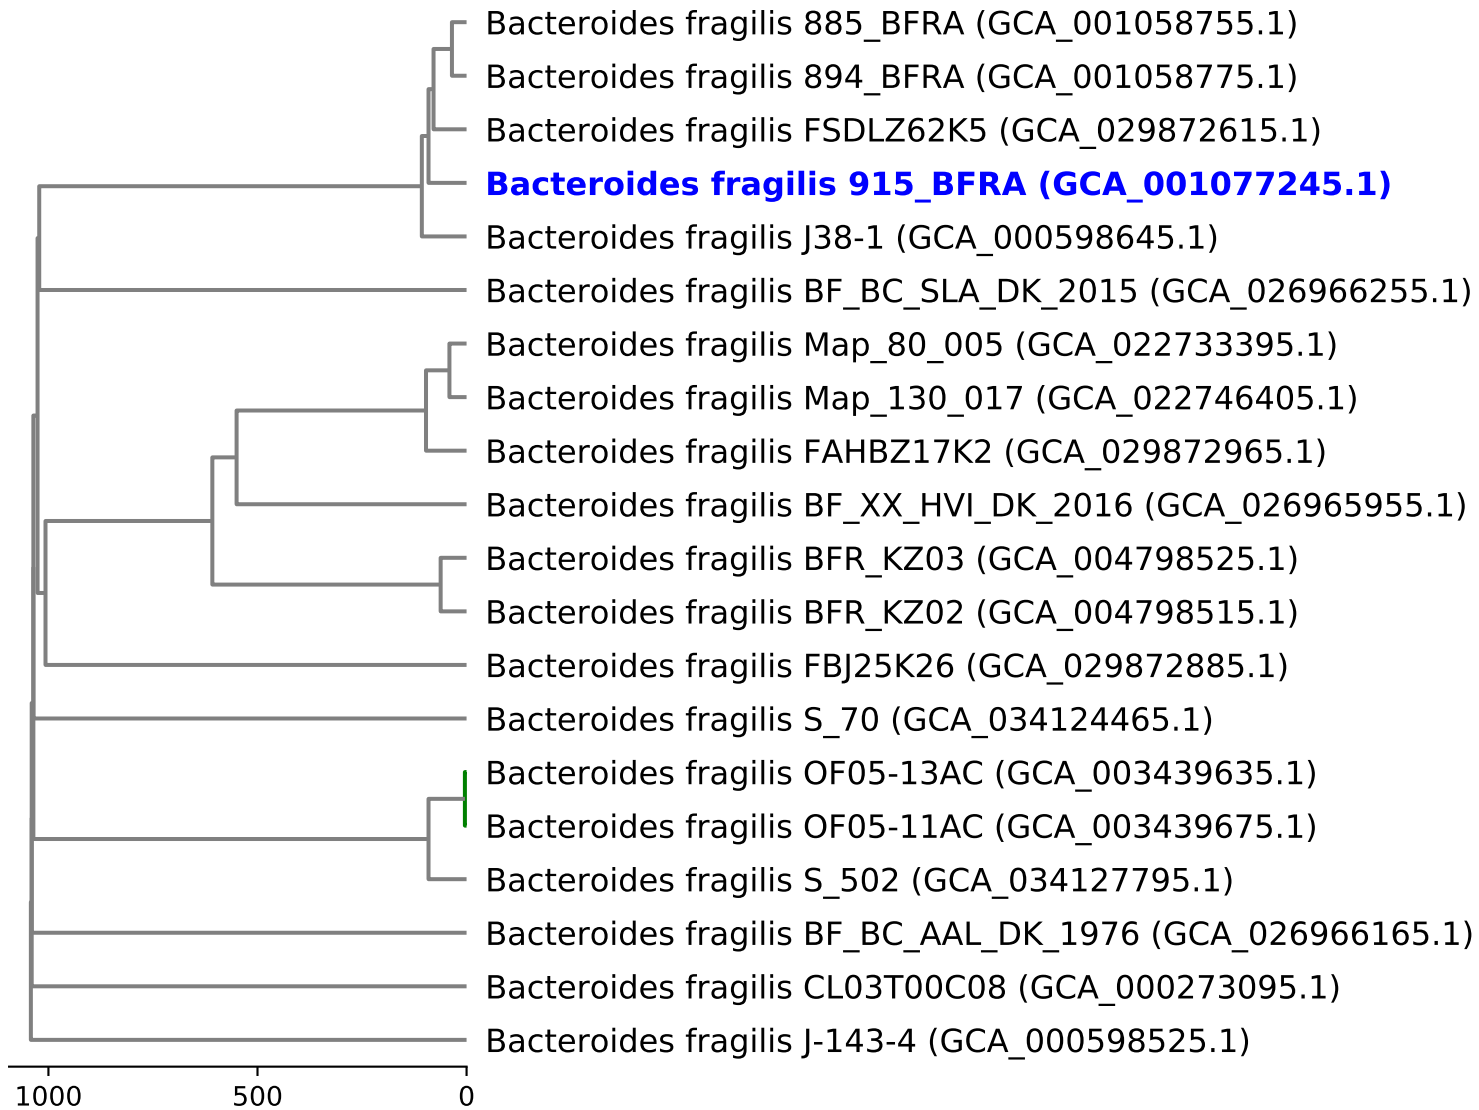 Bacteroides fragilis 885_BFRA (GCA_001058755.1)
Bacteroides fragilis 894_BFRA (GCA_001058775.1)
Bacteroides fragilis FSDLZ62K5 (GCA_029872615.1)
Bacteroides fragilis 915_BFRA (GCA_001077245.1)
Bacteroides fragilis J38-1 (GCA_000598645.1)
Bacteroides fragilis BF_BC_SLA_DK_2015 (GCA_026966255.1)
Bacteroides fragilis Map_80_005 (GCA_022733395.1)
Bacteroides fragilis Map_130_017 (GCA_022746405.1)
Bacteroides fragilis FAHBZ17K2 (GCA_029872965.1)
Bacteroides fragilis BF_XX_HVI_DK_2016 (GCA_026965955.1)
Bacteroides fragilis BFR_KZ03 (GCA_004798525.1)
Bacteroides fragilis BFR_KZ02 (GCA_004798515.1)
Bacteroides fragilis FBJ25K26 (GCA_029872885.1)
Bacteroides fragilis S_70 (GCA_034124465.1)
Bacteroides fragilis OF05-13AC (GCA_003439635.1)
Bacteroides fragilis OF05-11AC (GCA_003439675.1)
Bacteroides fragilis S_502 (GCA_034127795.1)
Bacteroides fragilis BF_BC_AAL_DK_1976 (GCA_026966165.1)
Bacteroides fragilis CL03T00C08 (GCA_000273095.1)
Bacteroides fragilis J-143-4 (GCA_000598525.1)
1000 500 0